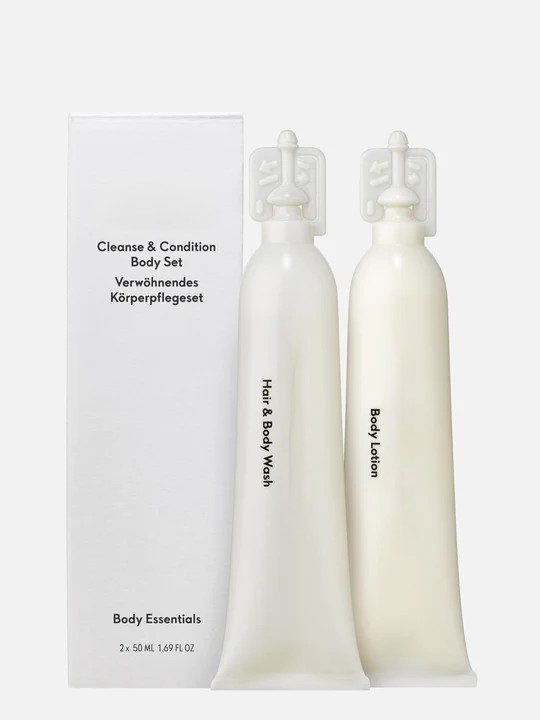 Cleanse & Condition
Body Set
Verwöhnendes
Körperpflegeset
Body Essentials
2 x 50 ML 1.69 FL OZ
Hair & Body Wash
Body Lotion